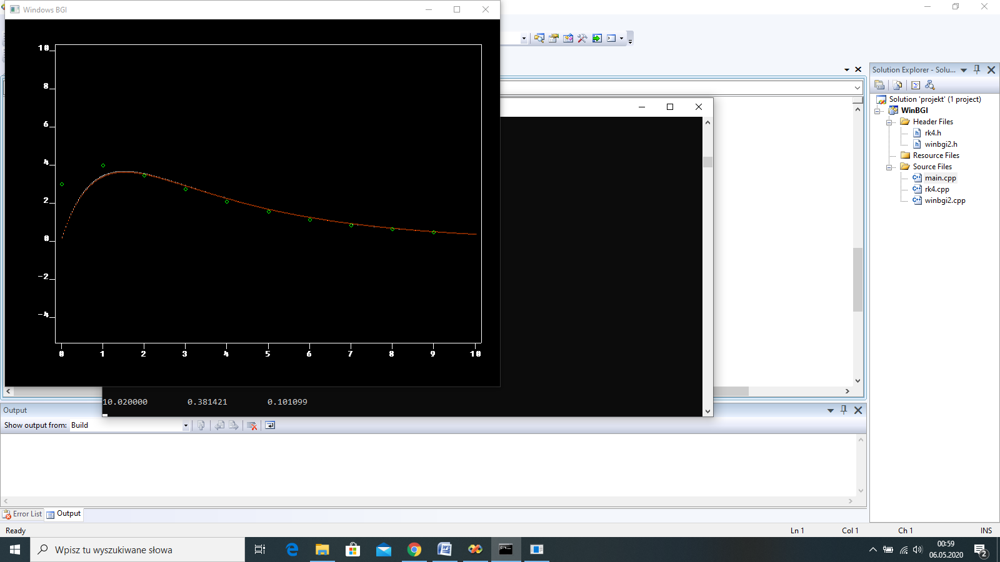 Windows BGI
10
8
6
4
2
0
-2
-4
0 1 2 3 4 5 6 7 8 9 10
10.020000 0.381421 0.101099
Solution Explorer - Solu...
Solution 'projekt' (1 project)
WinBGI
Header Files
rk4.h
winbgi2.h
Resource Files
Source Files
main.cpp
rk4.cpp
winbgi2.cpp
Output
Show output from: Build
Error List Output
Ready Ln 1 Col 1 Ch 1 INS
Wpisz tu wyszukiwane słowa
00:59
06.05.2020
2